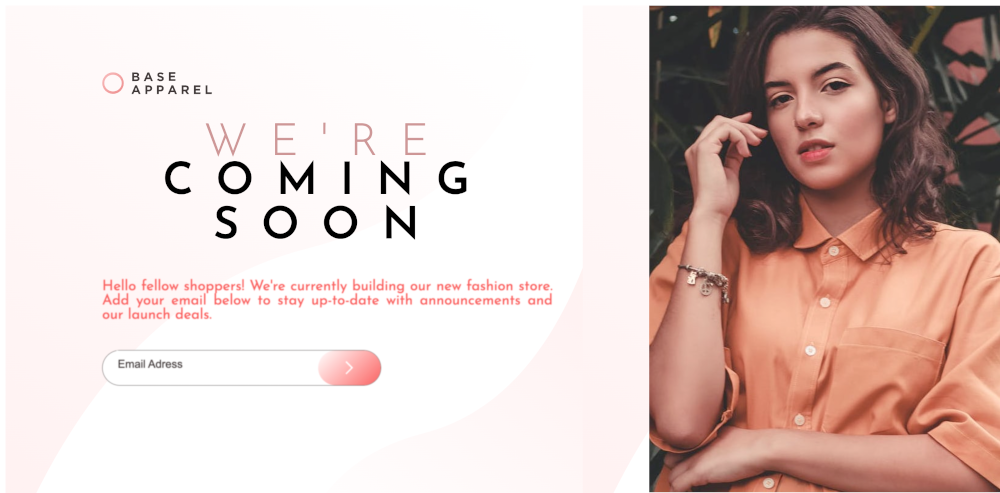 BASE
APPAREL
WE'RE
COMING
SOON
Hello fellow shoppers! We're currently building our new fashion store.
Add your email below to stay up-to-date with announcements and
our launch deals.
Email Adress